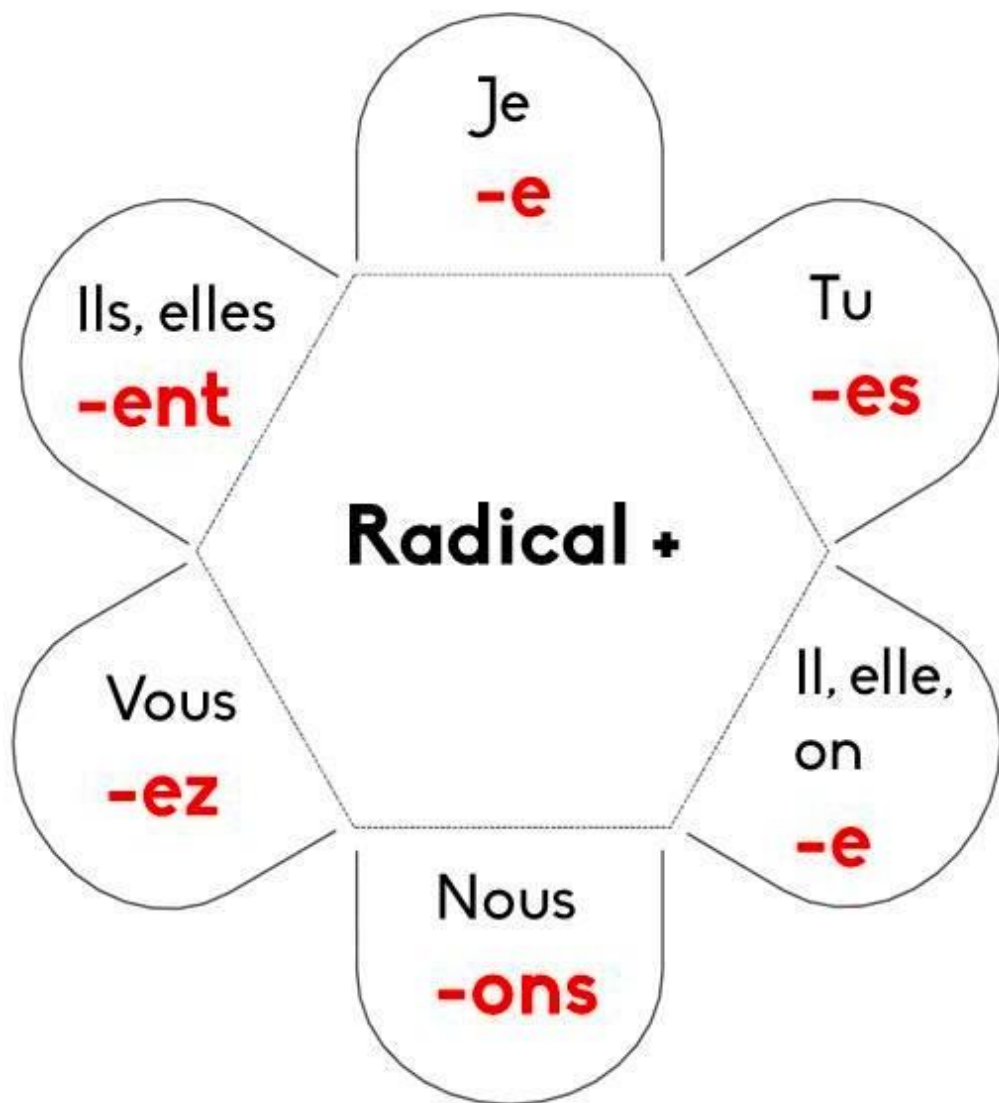 Je
-e
Tu
-es
Il, elle,
on
-e
Nous
-ons
Vous
-ez
Ils, elles
-ent
Radical +